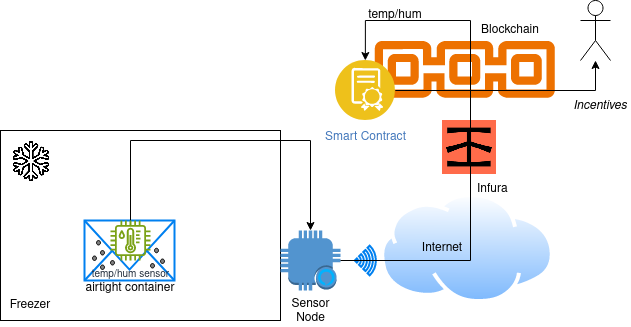 temp/hum
Blockchain
Smart Contract
Incentives
Infura
Internet
temp/hum sensor
airtight container
Freezer
Sensor
Node